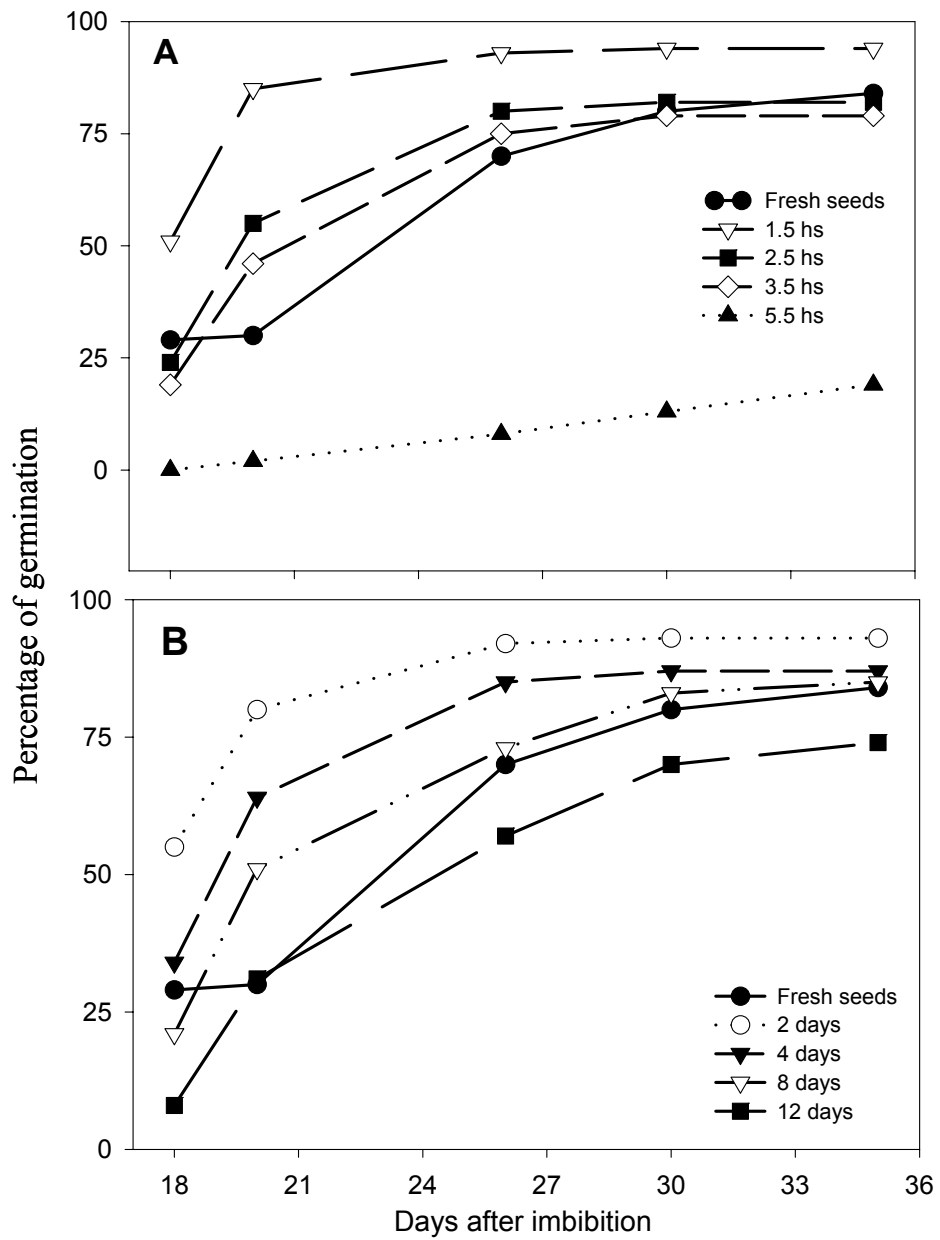 100
A
75
50
25
0
Fresh seeds
1.5 hs
2.5 hs
3.5 hs
5.5 hs
Percentage of germination
100
B
75
50
25
0
Fresh seeds
2 days
4 days
8 days
12 days
18 21 24 27 30 33 36
Days after imbibition